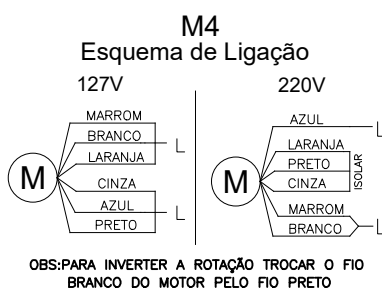 M4
Esquema de Ligação
127V
MARROM
BRANCO
L
LARANJA
M
CINZA
AZUL
L
PRETO
220V
AZUL
L
LARANJA
PRETO
CINZA
ISOLAR
M
MARROM
BRANCO
L
OBS:PARA INVERTER A ROTAÇÃO TROCAR O FIO
BRANCO DO MOTOR PELO FIO PRETO